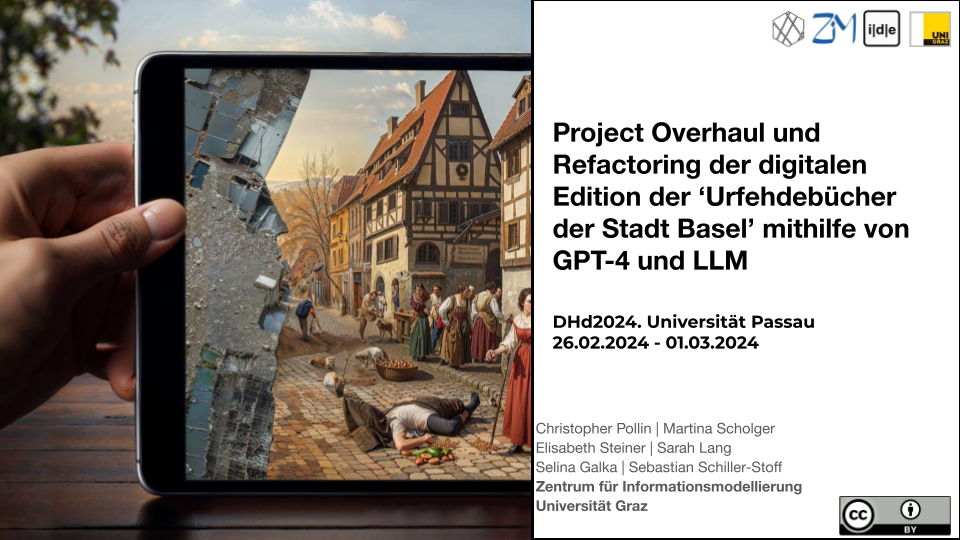 ZIM
i|d|e
UNI
GRAZ
Project Overhaul und
Refactoring der digitalen
Edition der ‘Urfehdebücher
der Stadt Basel’ mithilfe von
GPT-4 und LLM
DHd2024. Universität Passau
26.02.2024 - 01.03.2024
Christopher Pollin | Martina Scholger
Elisabeth Steiner | Sarah Lang
Selina Galka | Sebastian Schiller-Stoff
Zentrum für Informationsmodellierung
Universität Graz
cc
BY